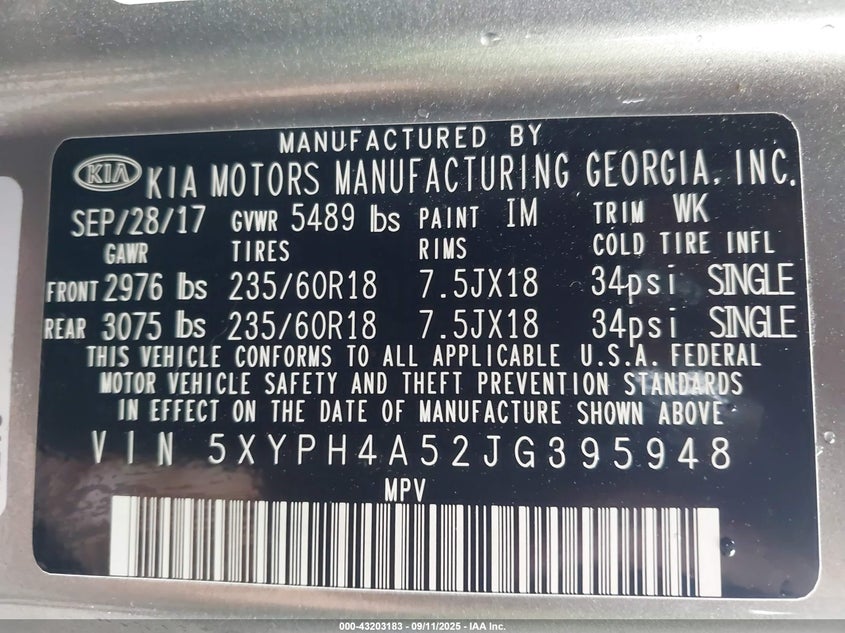 MANUFACTURED BY
KIA KIA MOTORS MANUFACTURING GEORGIA, INC.
SEP/28/17 GVWR 5489 lbs PAINT IM TRIM WK
GAWR TIRES RIMS COLD TIRE INFL
FRONT 2976 lbs 235/60R18 7.5JX18 34psi SINGLE
REAR 3075 lbs 235/60R18 7.5JX18 34psi SINGLE
THIS VEHICLE CONFORMS TO ALL APPLICABLE U.S.A. FEDERAL
MOTOR VEHICLE SAFETY AND THEFT PREVENTION STANDARDS
IN EFFECT ON THE DATE OF MANUFACTURE SHOWN ABOVE
VIN 5XYPH4A52JG395948
MPV
000-43203183 - 09/11/2025 - IAA Inc.